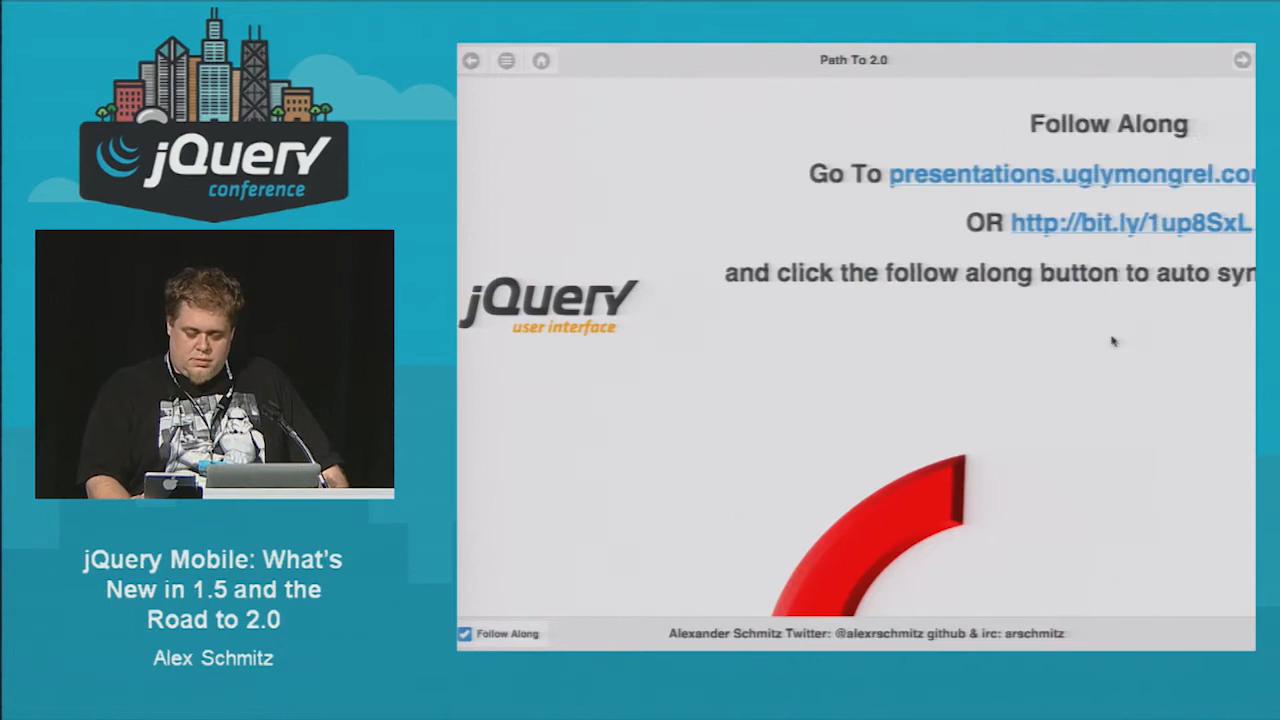 jQuery
conference
Path To 2.0
Follow Along
Go To presentations.uglymongrel.co
OR http://bit.ly/1up8SxL
and click the follow along button to auto syn
jQuery
user interface
Follow Along
Alexander Schmitz Twitter: @alexrschmitz github & irc: arschmitz
jQuery Mobile: What's
New in 1.5 and the
Road to 2.0
Alex Schmitz